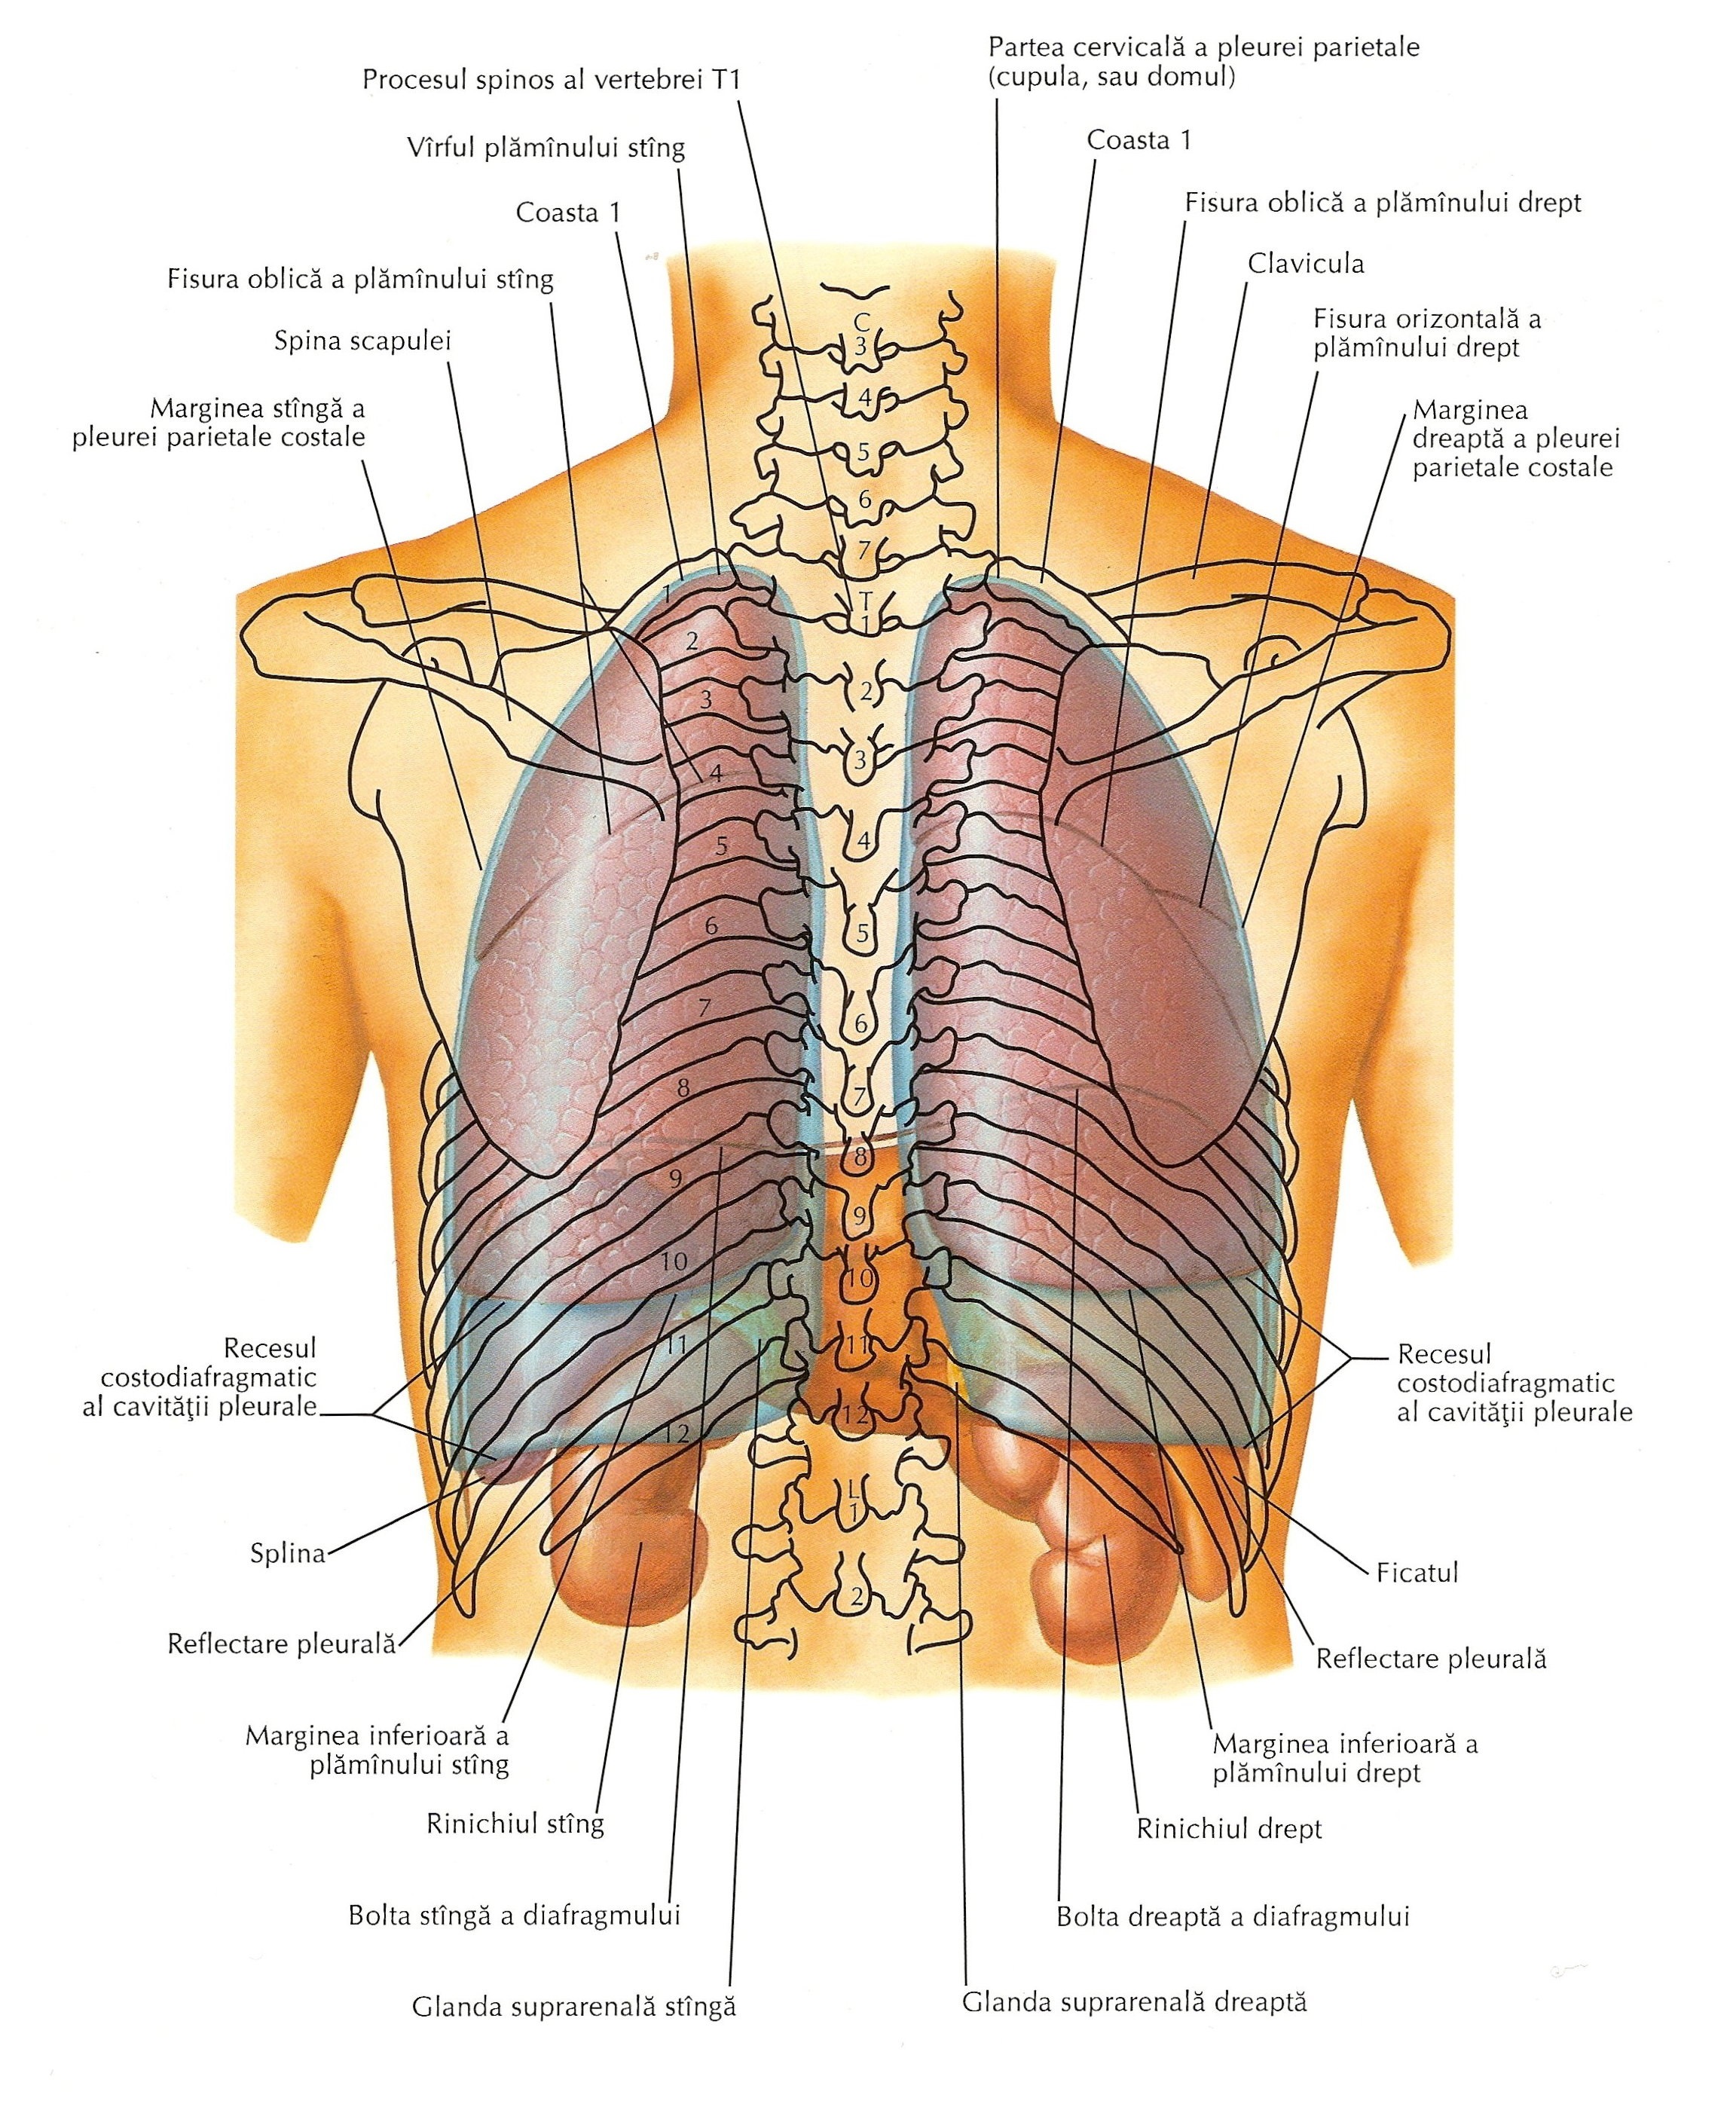 Partea cervicală a pleurei parietale
(cupula, sau domul)
Procesul spinos al vertebrei T1
Coasta 1
Vîrful plămînului stîng
Fisura oblică a plămînului drept
Coasta 1
Clavicula
Fisura oblică a plămînului stîng
Fisura orizontală a
plămînului drept
Spina scapulei
Marginea stîngă a
pleurei parietale costale
Marginea
dreaptă a pleurei
parietale costale
C
3
4
5
6
7
T
1
2
3
4
5
6
7
8
9
10
11
12
L
1
2
1
2
3
4
5
6
7
8
9
10
11
12
Recesul
costodiafragmatic
al cavităţii pleurale
Recesul
costodiafragmatic
al cavităţii pleurale
Splina
Ficatul
Reflectare pleurală
Reflectare pleurală
Marginea inferioară a
plămînului stîng
Marginea inferioară a
plămînului drept
Rinichiul stîng
Rinichiul drept
Bolta stîngă a diafragmului
Bolta dreaptă a diafragmului
Glanda suprarenală stîngă
Glanda suprarenală dreaptă